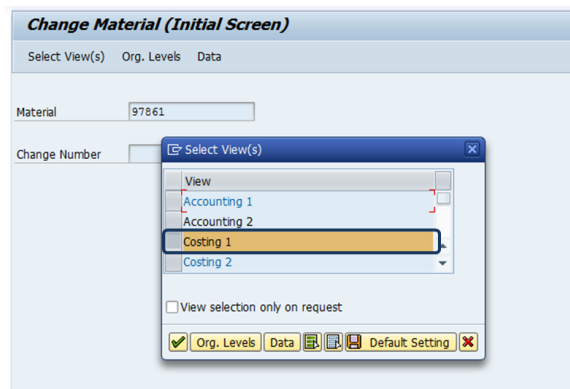 Change Material (Initial Screen)
Select View(s) Org. Levels Data
Material 97861
Change Number
Select View(s)
View
Accounting 1
Accounting 2
Costing 1
Costing 2
View selection only on request
Org. Levels Data Default Setting